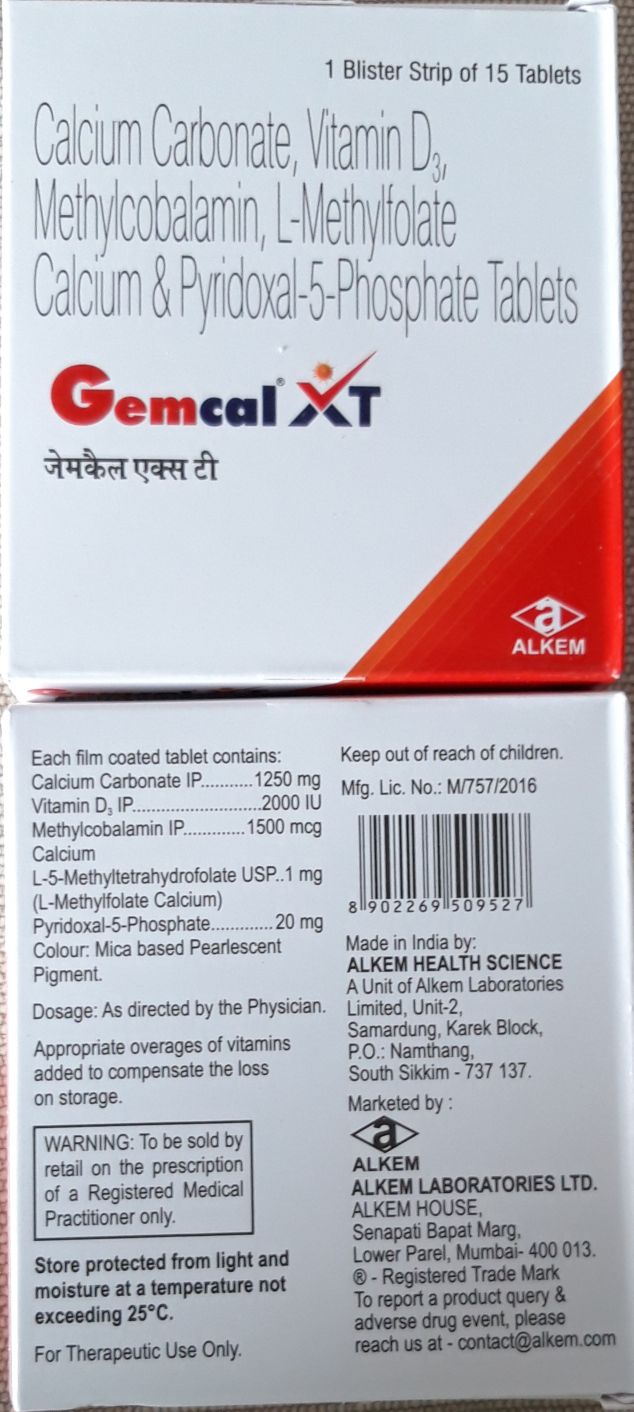 1 Blister Strip of 15 Tablets
Calcium Carbonate, Vitamin D₃,
Methylcobalamin, L-Methylfolate
Calcium & Pyridoxal-5-Phosphate Tablets
Gemcal® XT
जेमकैल एक्स टी
a
ALKEM
Each film coated tablet contains:
Calcium Carbonate IP...........1250 mg
Vitamin D₃ IP..........................2000 IU
Methylcobalamin IP.............1500 mcg
Calcium
L-5-Methyltetrahydrofolate USP..1 mg
(L-Methylfolate Calcium)
Pyridoxal-5-Phosphate.............20 mg
Colour: Mica based Pearlescent
Pigment.
Dosage: As directed by the Physician.
Appropriate overages of vitamins
added to compensate the loss
on storage.
WARNING: To be sold by
retail on the prescription
of a Registered Medical
Practitioner only.
Store protected from light and
moisture at a temperature not
exceeding 25°C.
For Therapeutic Use Only.
Keep out of reach of children.
Mfg. Lic. No.: M/757/2016
8 902269 509527
Made in India by:
ALKEM HEALTH SCIENCE
A Unit of Alkem Laboratories
Limited, Unit-2,
Samardung, Karek Block,
P.O.: Namthang,
South Sikkim - 737 137.
Marketed by :
a
ALKEM
ALKEM LABORATORIES LTD.
ALKEM HOUSE,
Senapati Bapat Marg,
Lower Parel, Mumbai- 400 013.
® - Registered Trade Mark
To report a product query &
adverse drug event, please
reach us at - contact@alkem.com